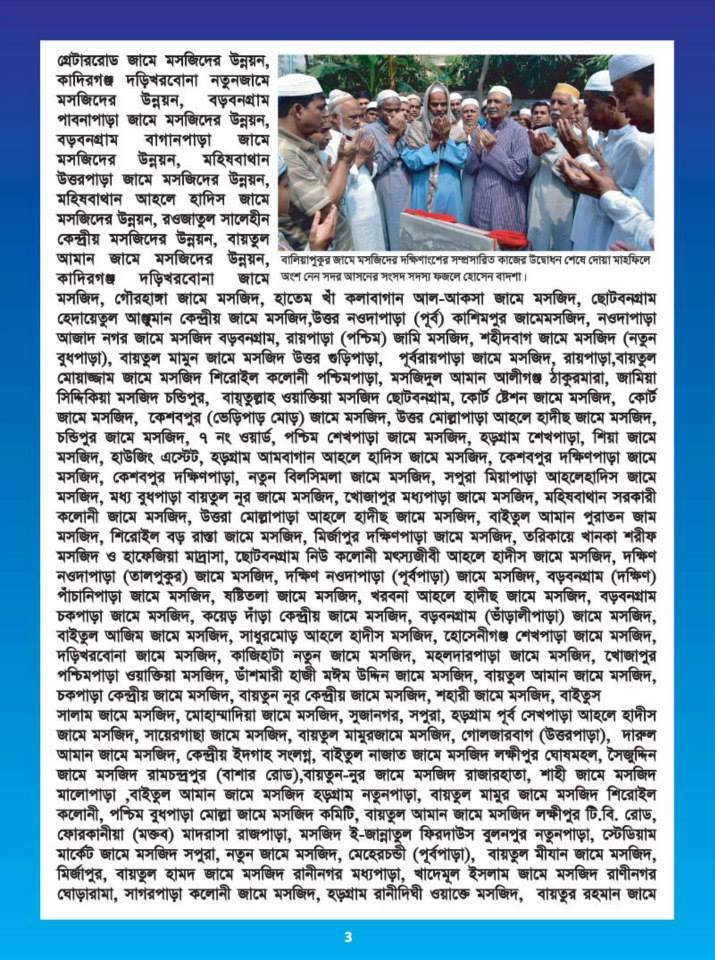 গ্রেটাররোড জামে মসজিদের উন্নয়ন,
কাদিরগঞ্জ দড়িখরবোনা নতুনজামে
মসজিদের উন্নয়ন, বড়বনগ্রাম
পাবনাপাড়া জামে মসজিদের উন্নয়ন,
বড়বনগ্রাম বাগানপাড়া জামে
মসজিদের উন্নয়ন, মহিষবাথান
উত্তরপাড়া জামে মসজিদের উন্নয়ন,
মহিষবাথান আহলে হাদিস জামে
মসজিদের উন্নয়ন, রওজাতুল সালেহীন
কেন্দ্রীয় মসজিদের উন্নয়ন, বায়তুল
আমান জামে মসজিদের উন্নয়ন,
কাদিরগঞ্জ দড়িখরবোনা জামে
বালিয়াপুকুর জামে মসজিদের দক্ষিণাংশের সম্প্রসারিত কাজের উদ্বোধন শেষে দোয়া মাহফিলে
অংশ নেন সদর আসনের সংসদ সদস্য ফজলে হোসেন বাদশা।
মসজিদ, গৌরহাঙ্গা জামে মসজিদ, হাতেম খাঁ কলাবাগান আল-আকসা জামে মসজিদ, ছোটবনগ্রাম
হেদায়েতুল আঞ্জুমান কেন্দ্রীয় জামে মসজিদ,উত্তর নওদাপাড়া (পূর্ব) কাশিমপুর জামেমসজিদ, নওদাপাড়া
আজাদ নগর জামে মসজিদ বড়বনগ্রাম, রায়পাড়া (পশ্চিম) জামি মসজিদ, শহীদবাগ জামে মসজিদ (নতুন
বুধপাড়া), বায়তুল মামুন জামে মসজিদ উত্তর গুড়িপাড়া, পূর্বরায়পাড়া জামে মসজিদ, রায়পাড়া,বায়তুল
মোয়াজ্জাম জামে মসজিদ শিরোইল কলোনী পশ্চিমপাড়া, মসজিদুল আমান আলীগঞ্জ ঠাকুরমারা, জামিয়া
সিদ্দিকিয়া মসজিদ চন্ডিপুর, বায়্তুল্লাহ ওয়াক্তিয়া মসজিদ ছোটবনগ্রাম, কোর্ট ষ্টেশন জামে মসজিদ, কোর্ট
জামে মসজিদ, কেশবপুর (ভেড়িপাড় মোড়) জামে মসজিদ, উত্তর মোল্লাপাড়া আহলে হাদীছ জামে মসজিদ,
চন্ডিপুর জামে মসজিদ, ৭ নং ওয়ার্ড, পশ্চিম শেখপাড়া জামে মসজিদ, হড়গ্রাম শেখপাড়া, শিয়া জামে
মসজিদ, হাউজিং এস্টেট, হড়গ্রাম আমবাগান আহলে হাদিস জামে মসজিদ, কেশবপুর দক্ষিণপাড়া জামে
মসজিদ, কেশবপুর দক্ষিণপাড়া, নতুন বিলসিমলা জামে মসজিদ, সপুরা মিয়াপাড়া আহলেহাদিস জামে
মসজিদ, মধ্য বুধপাড়া বায়তুল নূর জামে মসজিদ, খোজাপুর মধ্যপাড়া জামে মসজিদ, মহিষবাথান সরকারী
কলোনী জামে মসজিদ, উত্তরা মোল্লাপাড়া আহলে হাদীছ জামে মসজিদ, বাইতুল আমান পুরাতন জাম
মসজিদ, শিরোইল বড় রাস্তা জামে মসজিদ, মির্জাপুর দক্ষিণপাড়া জামে মসজিদ, তরিকায়ে খানকা শরীফ
মসজিদ ও হাফেজিয়া মাদ্রাসা, ছোটবনগ্রাম নিউ কলোনী মৎস্যজীবী আহলে হাদীস জামে মসজিদ, দক্ষিণ
নওদাপাড়া (তালপুকুর) জামে মসজিদ, দক্ষিণ নওদাপাড়া (পূর্বপাড়া) জামে মসজিদ, বড়বনগ্রাম (দক্ষিণ)
পাঁচানিপাড়া জামে মসজিদ, ষষ্টিতলা জামে মসজিদ, খরবনা আহলে হাদীছ জামে মসজিদ, বড়বনগ্রাম
চকপাড়া জামে মসজিদ, কয়েড় দাঁড়া কেন্দ্রীয় জামে মসজিদ, বড়বনগ্রাম (ভাঁড়ালীপাড়া) জামে মসজিদ,
বাইতুল আজিম জামে মসজিদ, সাধুরমোড় আহলে হাদীস মসজিদ, হোসেনীগঞ্জ শেখপাড়া জামে মসজিদ,
দড়িখরবোনা জামে মসজিদ, কাজিহাটা নতুন জামে মসজিদ, মহলদারপাড়া জামে মসজিদ, খোজাপুর
পশ্চিমপাড়া ওয়াক্তিয়া মসজিদ, ডাঁশমারী হাজী মঈম উদ্দিন জামে মসজিদ, বায়তুল আমান জামে মসজিদ,
চকপাড়া কেন্দ্রীয় জামে মসজিদ, বায়তুন নূর কেন্দ্রীয় জামে মসজিদ, শহারী জামে মসজিদ, বাইতুস
সালাম জামে মসজিদ, মোহাম্মাদিয়া জামে মসজিদ, সুজানগর, সপুরা, হড়গ্রাম পূর্ব সেখপাড়া আহলে হাদীস
জামে মসজিদ, সায়েরগাছা জামে মসজিদ, বায়তুল মামুরজামে মসজিদ, গোলজারবাগ (উত্তরপাড়া), দারুল
আমান জামে মসজিদ, কেন্দ্রীয় ইদগাহ সংলগ্ন, বাইতুল নাজাত জামে মসজিদ লক্ষীপুর ঘোষমহল, সৈজুদ্দিন
জামে মসজিদ রামচন্দ্রপুর (বাশার রোড),বায়তুন-নুর জামে মসজিদ রাজারহাতা, শাহী জামে মসজিদ
মালোপাড়া ,বাইতুল আমান জামে মসজিদ হড়গ্রাম নতুনপাড়া, বায়তুল মামুর জামে মসজিদ শিরোইল
কলোনী, পশ্চিম বুধপাড়া মোল্লা জামে মসজিদ কমিটি, বায়তুল আমান জামে মসজিদ লক্ষীপুর টি.বি. রোড,
ফোরকানীয়া (মক্তব) মাদরাসা রাজপাড়া, মসজিদ ই-জান্নাতুল ফিরদাউস বুলনপুর নতুনপাড়া, স্টেডিয়াম
মার্কেট জামে মসজিদ সপুরা, নতুন জামে মসজিদ, মেহেরচন্ডী (পূর্বপাড়া), বায়তুল মীযান জামে মসজিদ,
মির্জাপুর, বায়তুল হামদ জামে মসজিদ রানীনগর মধ্যপাড়া, খাদেমুল ইসলাম জামে মসজিদ রাণীনগর
ঘোড়ারামা, সাগরপাড়া কলোনী জামে মসজিদ, হড়গ্রাম রানীদিঘী ওয়াক্তে মসজিদ, বায়তুর রহমান জামে
3